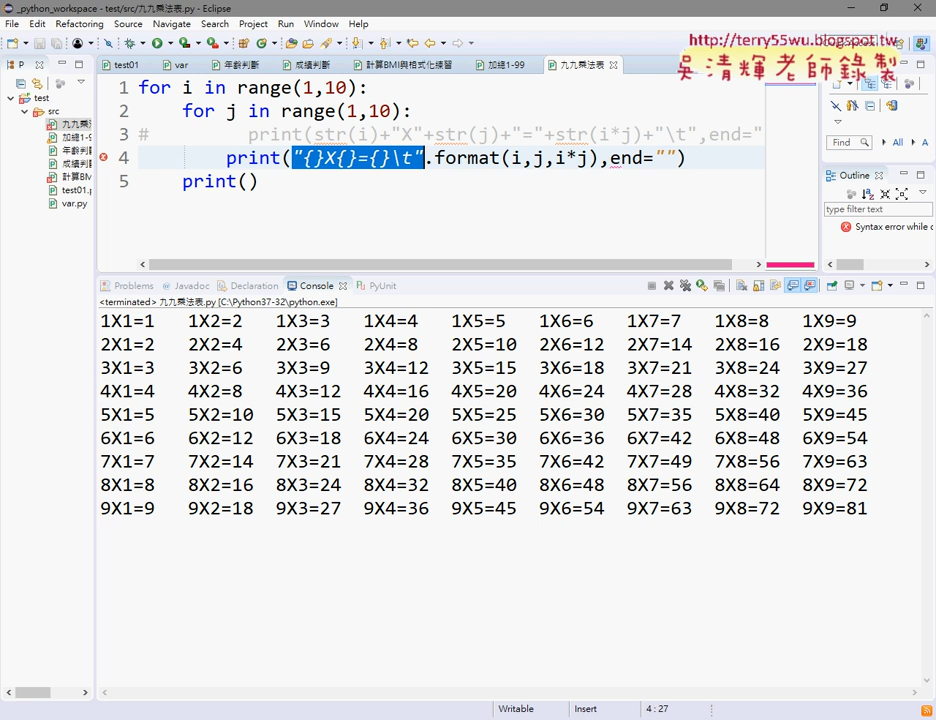 _python_workspace - test/src/九九乘法表.py - Eclipse
File Edit Refactoring Source Navigate Search Project Run Window Help
http://terry55wu.blogspot.tw
吳清輝老師錄製
P
test01 var 年齡判斷 成績判斷 計算BMI與格式化練習 加總1-99 九九乘法表
test
src
九九乘
加總1-9
年齡判
成績判
計算BM
test01.p
var.py
1 for i in range(1,10):
2 for j in range(1,10):
3 # print(str(i)+"X"+str(j)+"="+str(i*j)+"\t",end="
4 print("{}X{}={}\t".format(i,j,i*j),end="")
5 print()
Find All A
Outline
type filter text
Syntax error while c
Problems Javadoc Declaration Console PyUnit
<terminated> 九九乘法表.py [C:\Python37-32\python.exe]
1X1=1 1X2=2 1X3=3 1X4=4 1X5=5 1X6=6 1X7=7 1X8=8 1X9=9
2X1=2 2X2=4 2X3=6 2X4=8 2X5=10 2X6=12 2X7=14 2X8=16 2X9=18
3X1=3 3X2=6 3X3=9 3X4=12 3X5=15 3X6=18 3X7=21 3X8=24 3X9=27
4X1=4 4X2=8 4X3=12 4X4=16 4X5=20 4X6=24 4X7=28 4X8=32 4X9=36
5X1=5 5X2=10 5X3=15 5X4=20 5X5=25 5X6=30 5X7=35 5X8=40 5X9=45
6X1=6 6X2=12 6X3=18 6X4=24 6X5=30 6X6=36 6X7=42 6X8=48 6X9=54
7X1=7 7X2=14 7X3=21 7X4=28 7X5=35 7X6=42 7X7=49 7X8=56 7X9=63
8X1=8 8X2=16 8X3=24 8X4=32 8X5=40 8X6=48 8X7=56 8X8=64 8X9=72
9X1=9 9X2=18 9X3=27 9X4=36 9X5=45 9X6=54 9X7=63 9X8=72 9X9=81
Writable Insert 4 : 27